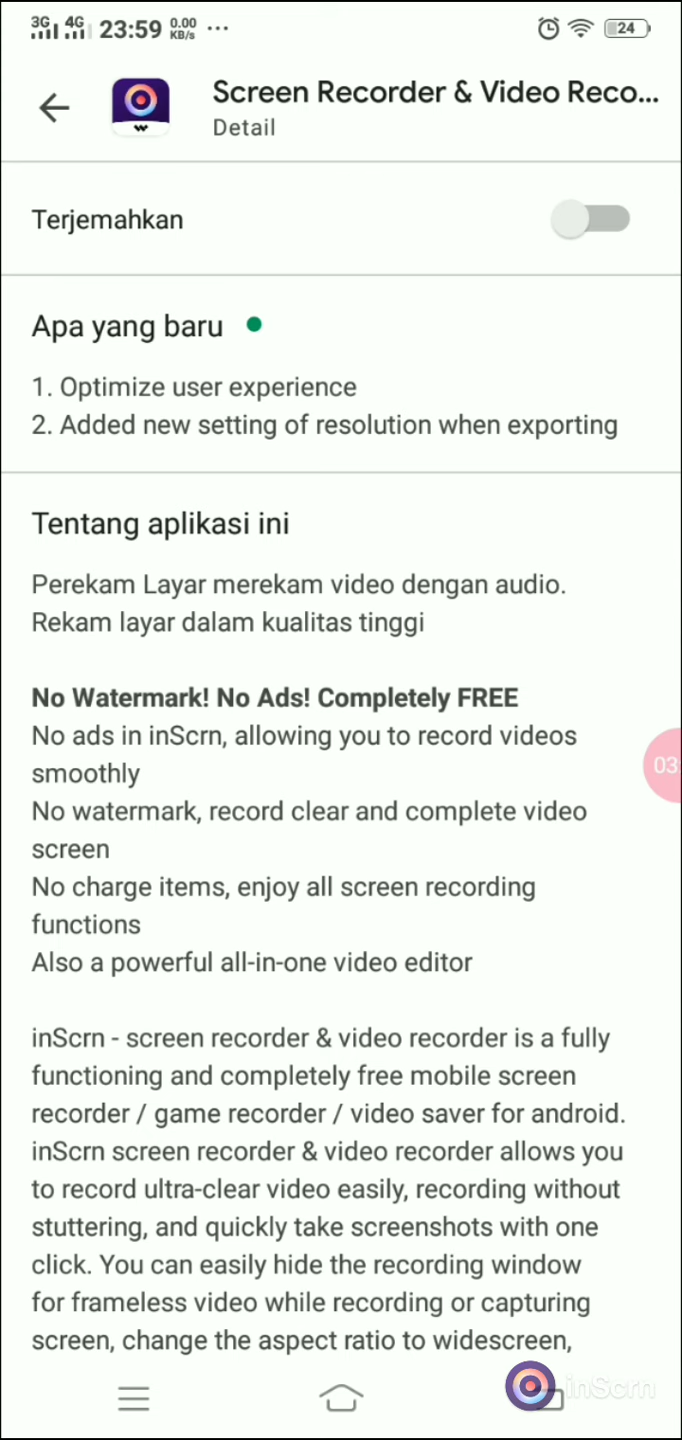 3G 4G 23:59 0.00 KB/s ... 24
Screen Recorder & Video Reco...
Detail
Terjemahkan
Apa yang baru
1. Optimize user experience
2. Added new setting of resolution when exporting
Tentang aplikasi ini
Perekam Layar merekam video dengan audio.
Rekam layar dalam kualitas tinggi
No Watermark! No Ads! Completely FREE
No ads in inScrn, allowing you to record videos
smoothly
No watermark, record clear and complete video
screen
No charge items, enjoy all screen recording
functions
Also a powerful all-in-one video editor
inScrn - screen recorder & video recorder is a fully
functioning and completely free mobile screen
recorder / game recorder / video saver for android.
inScrn screen recorder & video recorder allows you
to record ultra-clear video easily, recording without
stuttering, and quickly take screenshots with one
click. You can easily hide the recording window
for frameless video while recording or capturing
screen, change the aspect ratio to widescreen,
03
inScrn